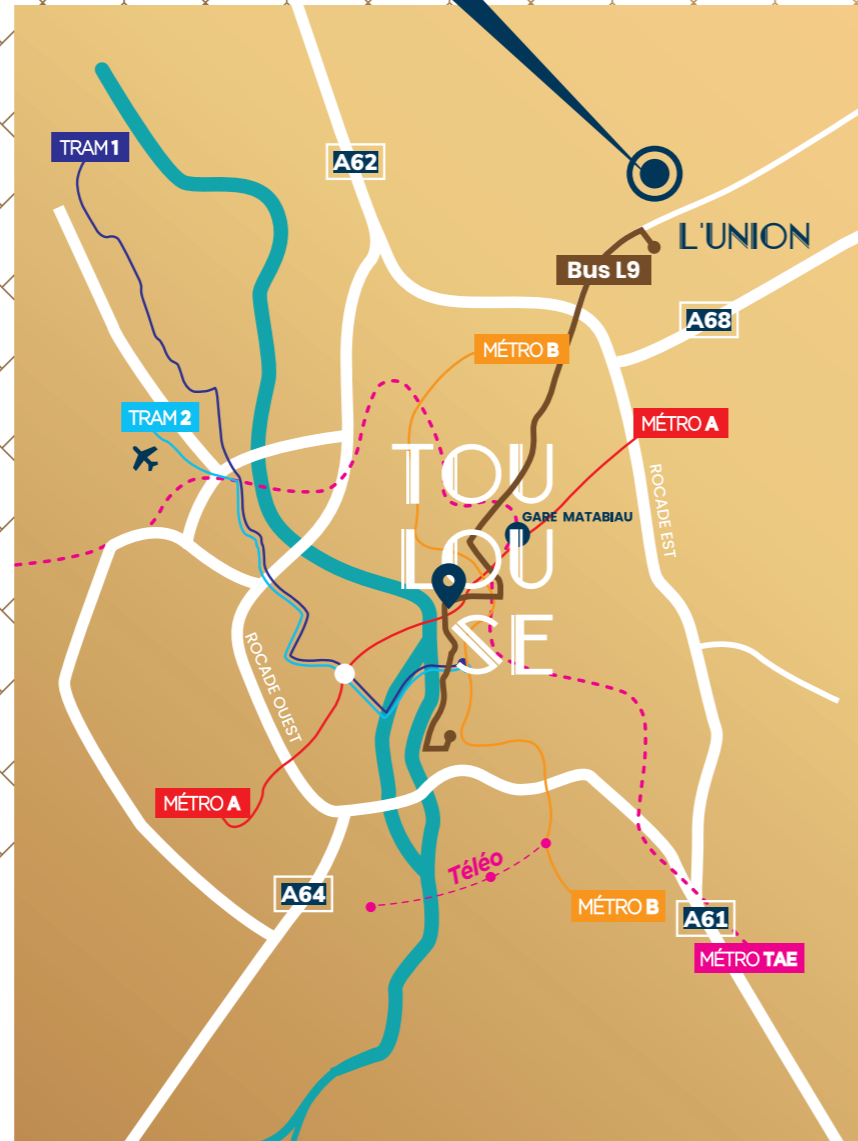 TRAM 1
A62
L'UNION
Bus L9
A68
MÉTRO B
TRAM 2
MÉTRO A
TOU
LOU
SE
ROCADE EST
GARE MATABIAU
ROCADE OUEST
MÉTRO A
Téléo
A64
MÉTRO B
A61
MÉTRO TAE